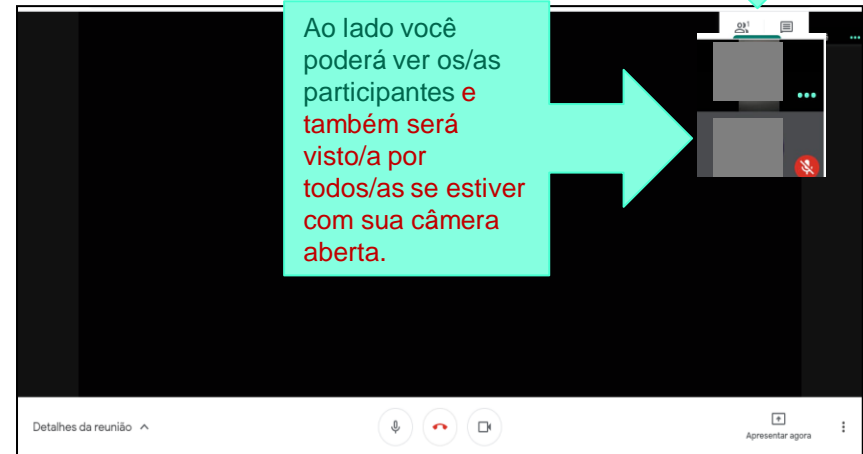 Ao lado você
poderá ver os/as
participantes e
também será
visto/a por
todos/as se estiver
com sua câmera
aberta.
1
Detalhes da reunião
Apresentar agora